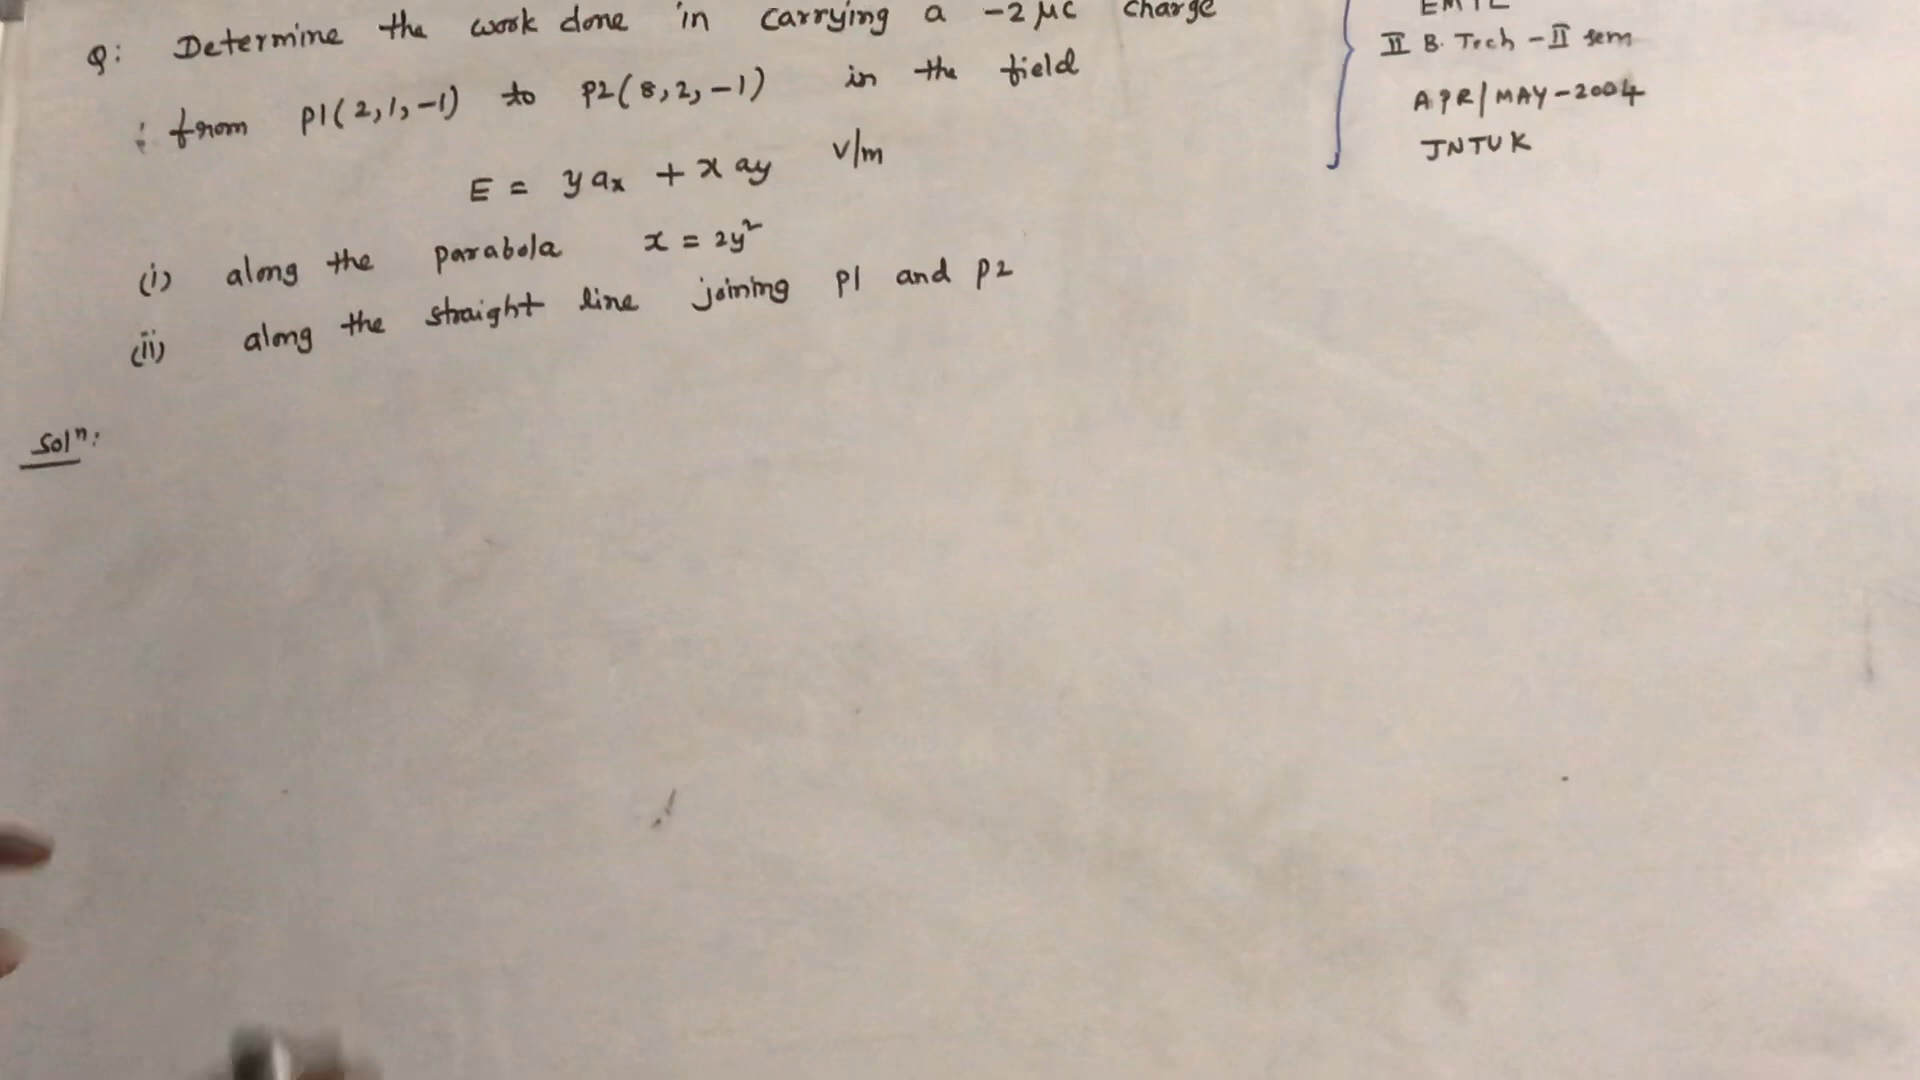 Q: Determine the work done in carrying a -2 μc charge
from P1(2,1,-1) to P2(8,2,-1) in the field
E = y ax + x ay V/m
(i) along the parabola x = 2y²
(ii) along the straight line joining P1 and P2
Solⁿ:
II B. Tech - II sem
APR/MAY-2004
JNTUK